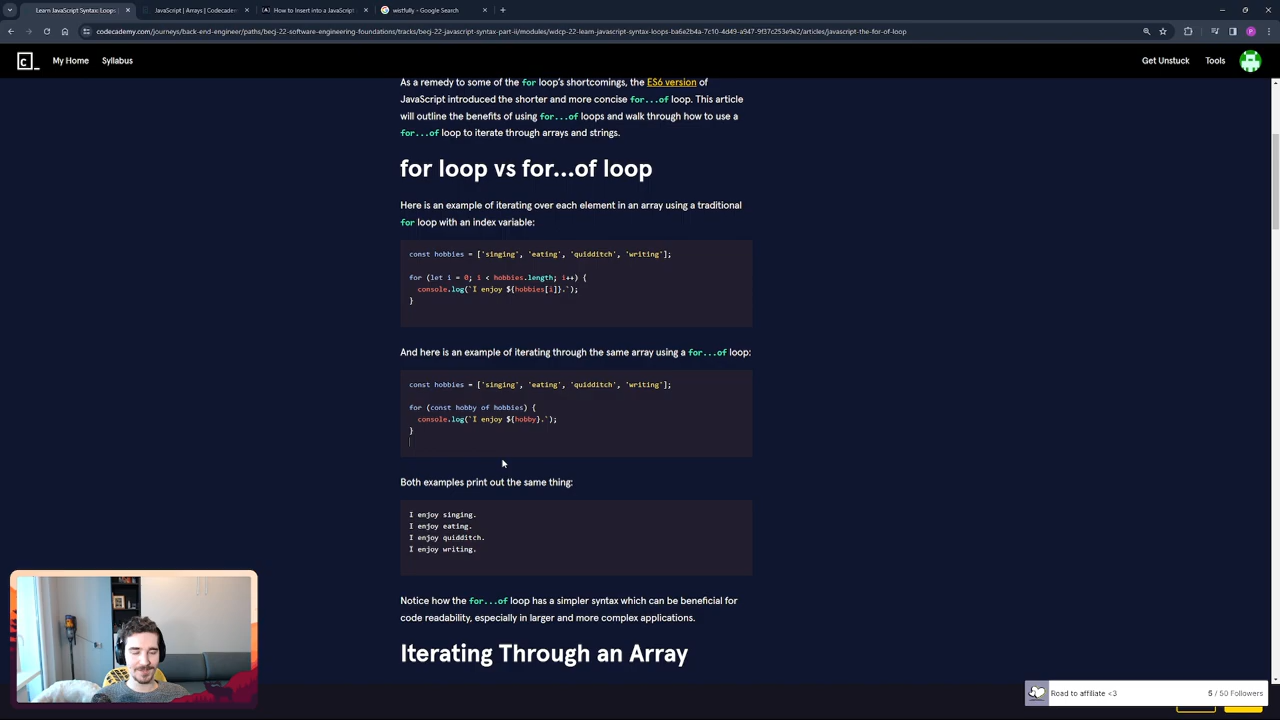 Learn JavaScript Syntax: Loops |
JavaScript | Arrays | Codecadem
How to Insert into a JavaScript
wistfully - Google Search
codecademy.com/journeys/back-end-engineer/paths/becj-22-software-engineering-foundations/tracks/becj-22-javascript-syntax-part-ii/modules/wdcp-22-learn-javascript-syntax-loops-ba6e2b4a-7c10-4d49-a947-9f37c253e9e2/articles/javascript-the-for-of-loop
My Home Syllabus Get Unstuck Tools
As a remedy to some of the for loop's shortcomings, the ES6 version of
JavaScript introduced the shorter and more concise for...of loop. This article
will outline the benefits of using for...of loops and walk through how to use a
for...of loop to iterate through arrays and strings.
for loop vs for...of loop
Here is an example of iterating over each element in an array using a traditional
for loop with an index variable:
const hobbies = ['singing', 'eating', 'quidditch', 'writing'];
for (let i = 0; i < hobbies.length; i++) {
console.log(`I enjoy ${hobbies[i]}.`);
}
And here is an example of iterating through the same array using a for...of loop:
const hobbies = ['singing', 'eating', 'quidditch', 'writing'];
for (const hobby of hobbies) {
console.log(`I enjoy ${hobby}.`);
}
Both examples print out the same thing:
I enjoy singing.
I enjoy eating.
I enjoy quidditch.
I enjoy writing.
Notice how the for...of loop has a simpler syntax which can be beneficial for
code readability, especially in larger and more complex applications.
Iterating Through an Array
Road to affiliate <3 5 / 50 Followers